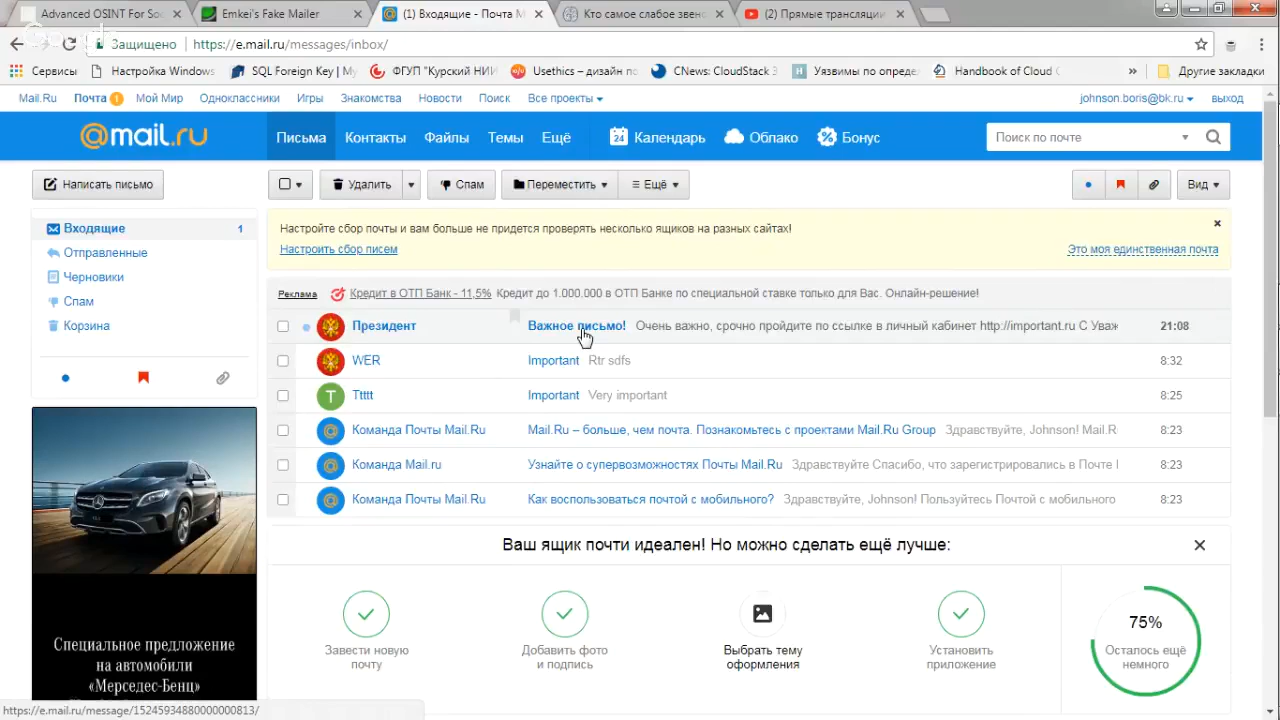 Advanced OSINT For Soc
Emkei's Fake Mailer
(1) Входящие - Почта M
Кто самое слабое звен
(2) Прямые трансляции
Защищено
https://e.mail.ru/messages/inbox/
Сервисы
Настройка Windows
SQL Foreign Key | My
ФГУП "Курский НИИ
Usethics – дизайн по
CNews: CloudStack 3
Уязвимы по опреде
Handbook of Cloud C
Другие закладки
Mail.Ru
Почта 1
Мой Мир
Одноклассники
Игры
Знакомства
Новости
Поиск
Все проекты
johnson.boris@bk.ru
выход
@mail.ru
Письма
Контакты
Файлы
Темы
Ещё
24 Календарь
Облако
Бонус
Поиск по почте
Написать письмо
Удалить
Спам
Переместить
Ещё
Вид
Входящие 1
Отправленные
Черновики
Спам
Корзина
Настройте сбор почты и вам больше не придется проверять несколько ящиков на разных сайтах!
Настроить сбор писем
Это моя единственная почта
Реклама Кредит в ОТП Банк - 11,5% Кредит до 1.000.000 в ОТП Банке по специальной ставке только для Вас. Онлайн-решение!
Президент Важное письмо! Очень важно, срочно пройдите по ссылке в личный кабинет http://important.ru С Уваж 21:08
WER Important Rtr sdfs 8:32
T Ttttt Important Very important 8:25
Команда Почты Mail.Ru Mail.Ru – больше, чем почта. Познакомьтесь с проектами Mail.Ru Group Здравствуйте, Johnson! Mail.R 8:23
Команда Mail.ru Узнайте о супервозможностях Почты Mail.Ru Здравствуйте Спасибо, что зарегистрировались в Почте 8:23
Команда Почты Mail.Ru Как воспользоваться почтой с мобильного? Здравствуйте, Johnson! Пользуйтесь Почтой с мобильного 8:23
Ваш ящик почти идеален! Но можно сделать ещё лучше:
Завести новую
почту
Добавить фото
и подпись
Выбрать тему
оформления
Установить
приложение
75%
Осталось ещё
немного
Специальное предложение
на автомобили
«Мерседес-Бенц»
https://e.mail.ru/message/15245934880000000813/